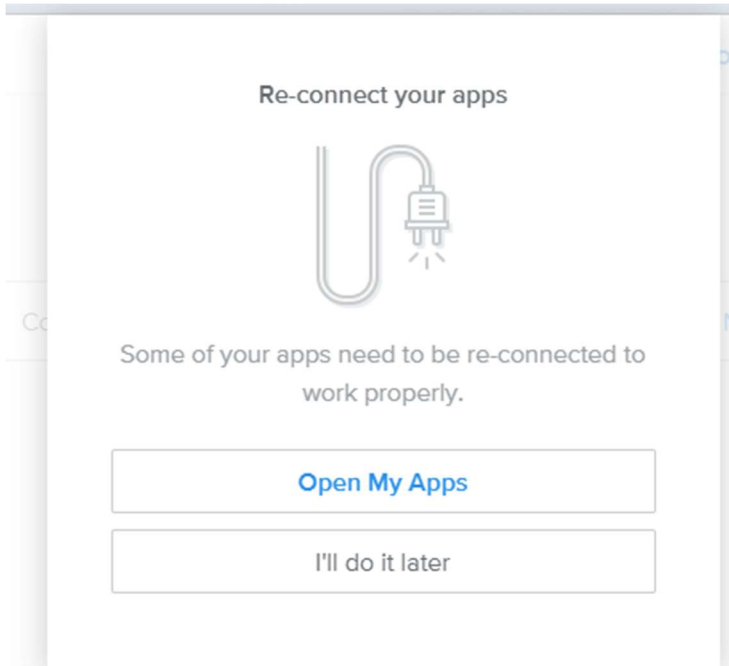 Re-connect your apps
Some of your apps need to be re-connected to
work properly.
Open My Apps
I'll do it later